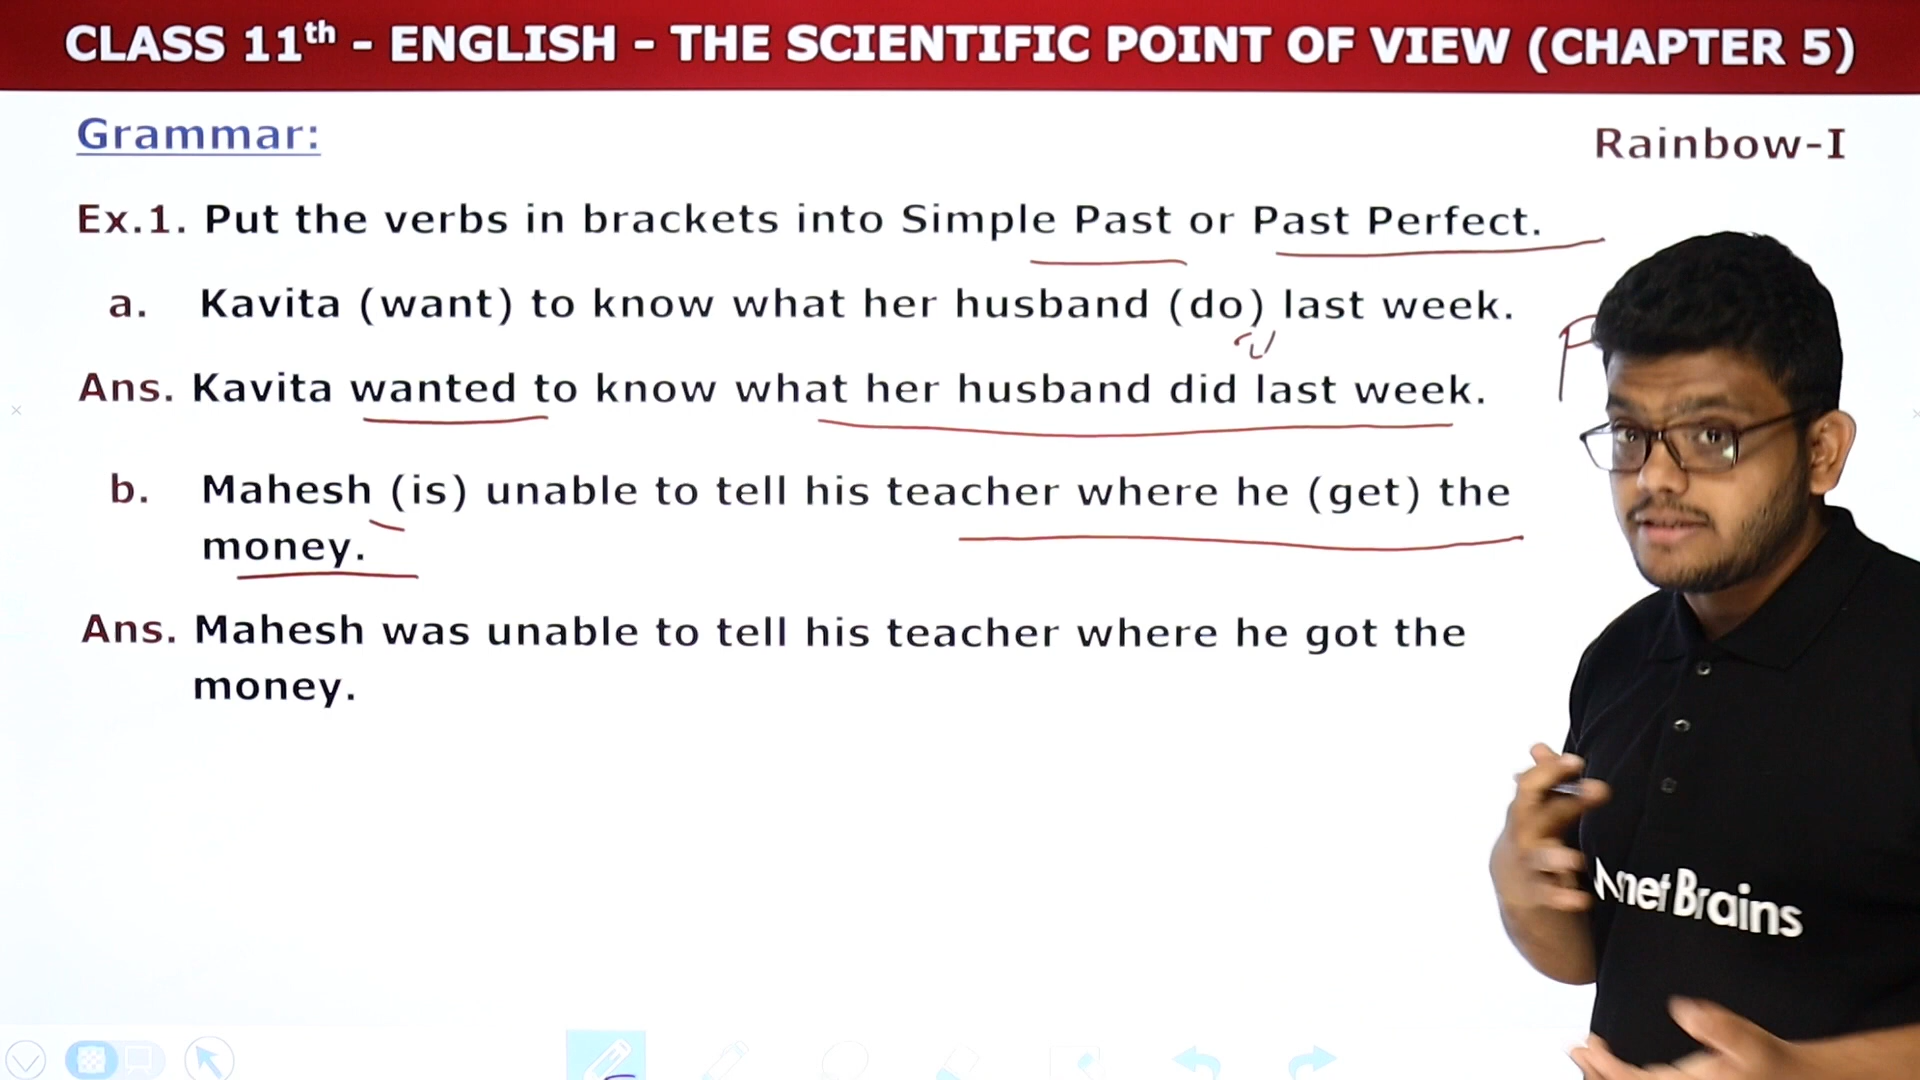 CLASS 11th - ENGLISH - THE SCIENTIFIC POINT OF VIEW (CHAPTER 5)
Grammar:
Rainbow-I
Ex.1. Put the verbs in brackets into Simple Past or Past Perfect.
a. Kavita (want) to know what her husband (do) last week.
Ans. Kavita wanted to know what her husband did last week.
b. Mahesh (is) unable to tell his teacher where he (get) the
money.
Ans. Mahesh was unable to tell his teacher where he got the
money.
Brains